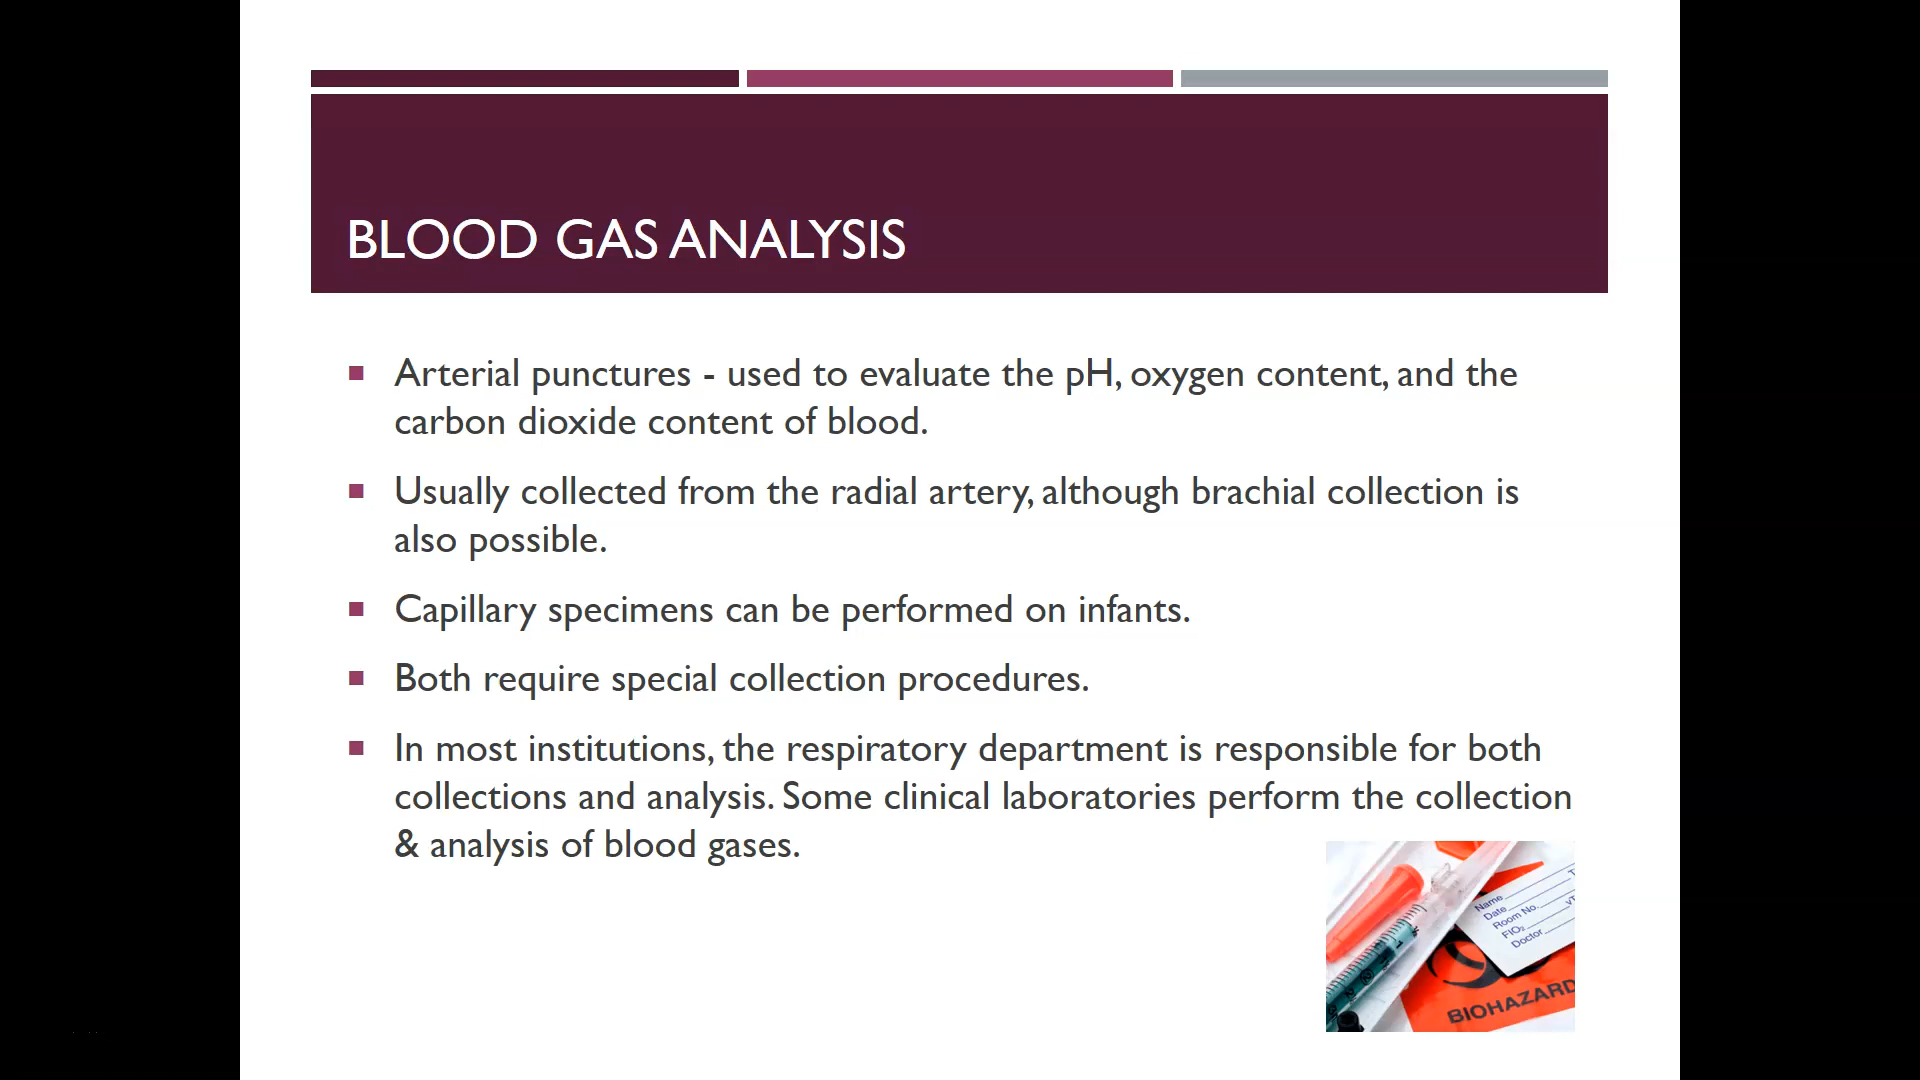 BLOOD GAS ANALYSIS
Arterial punctures - used to evaluate the pH, oxygen content, and the
carbon dioxide content of blood.
Usually collected from the radial artery, although brachial collection is
also possible.
Capillary specimens can be performed on infants.
Both require special collection procedures.
In most institutions, the respiratory department is responsible for both
collections and analysis. Some clinical laboratories perform the collection
& analysis of blood gases.
Name
Date
Room No.
FIO₂
Doctor
BIOHAZARD